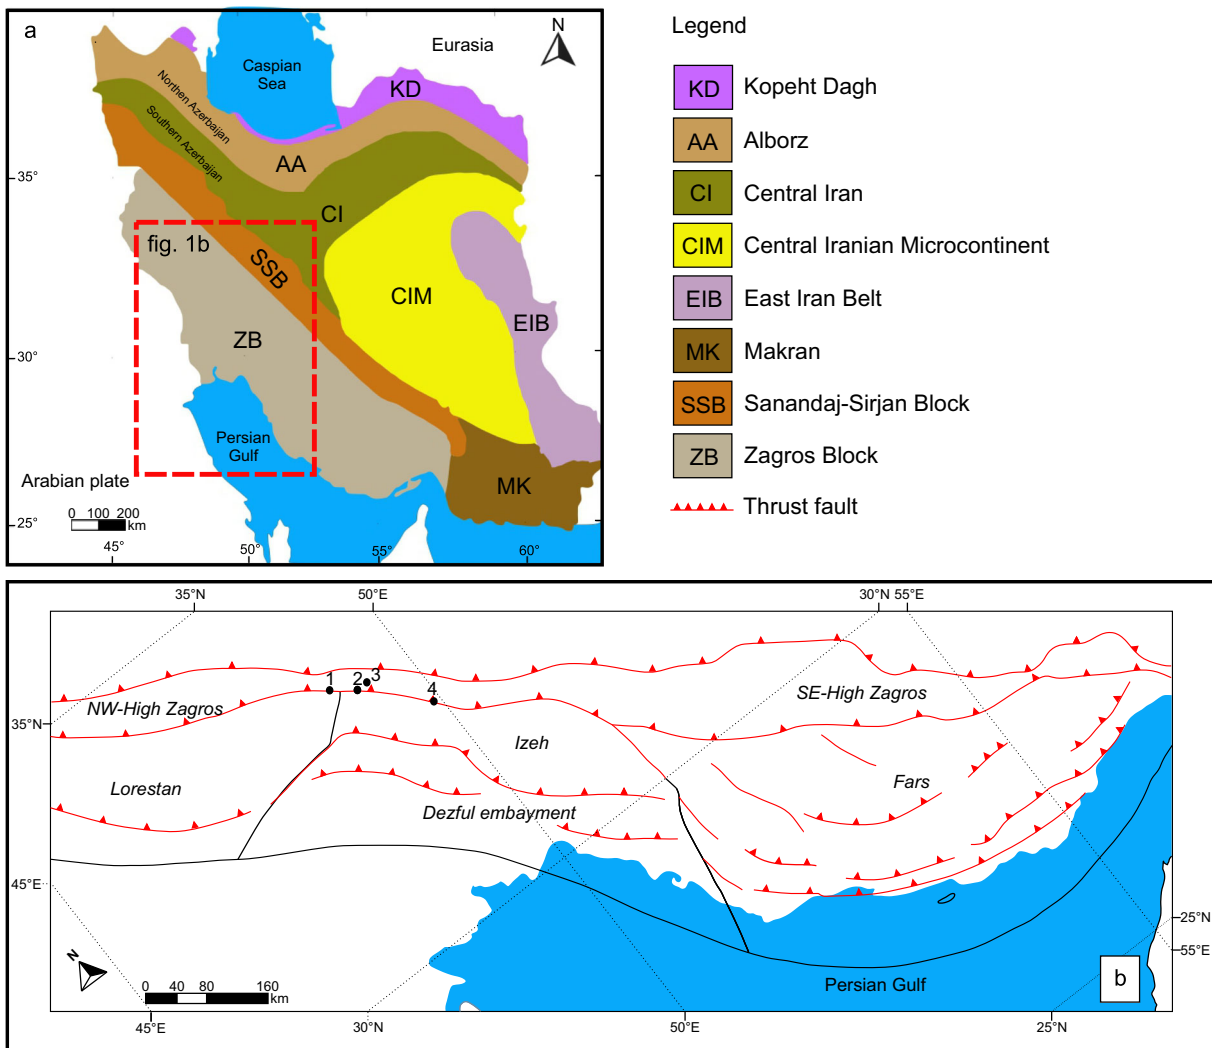 a
N
Eurasia
Caspian
Sea
KD
Northen Azerbaijan
Southern Azerbaijan
AA
35°
CI
fig. 1b
SSB
CIM
EIB
ZB
30°
Persian
Gulf
Arabian plate
MK
0 100 200
km
25°
45°
50°
55°
60°
Legend
KD Kopeht Dagh
AA Alborz
CI Central Iran
CIM Central Iranian Microcontinent
EIB East Iran Belt
MK Makran
SSB Sanandaj-Sirjan Block
ZB Zagros Block
Thrust fault
35°N
50°E
30°N 55°E
1
2
3
4
NW-High Zagros
SE-High Zagros
35°N
Izeh
Lorestan
Fars
Dezful embayment
45°E
25°N
55°E
N
0 40 80 160
km
Persian Gulf
b
45°E
30°N
50°E
25°N